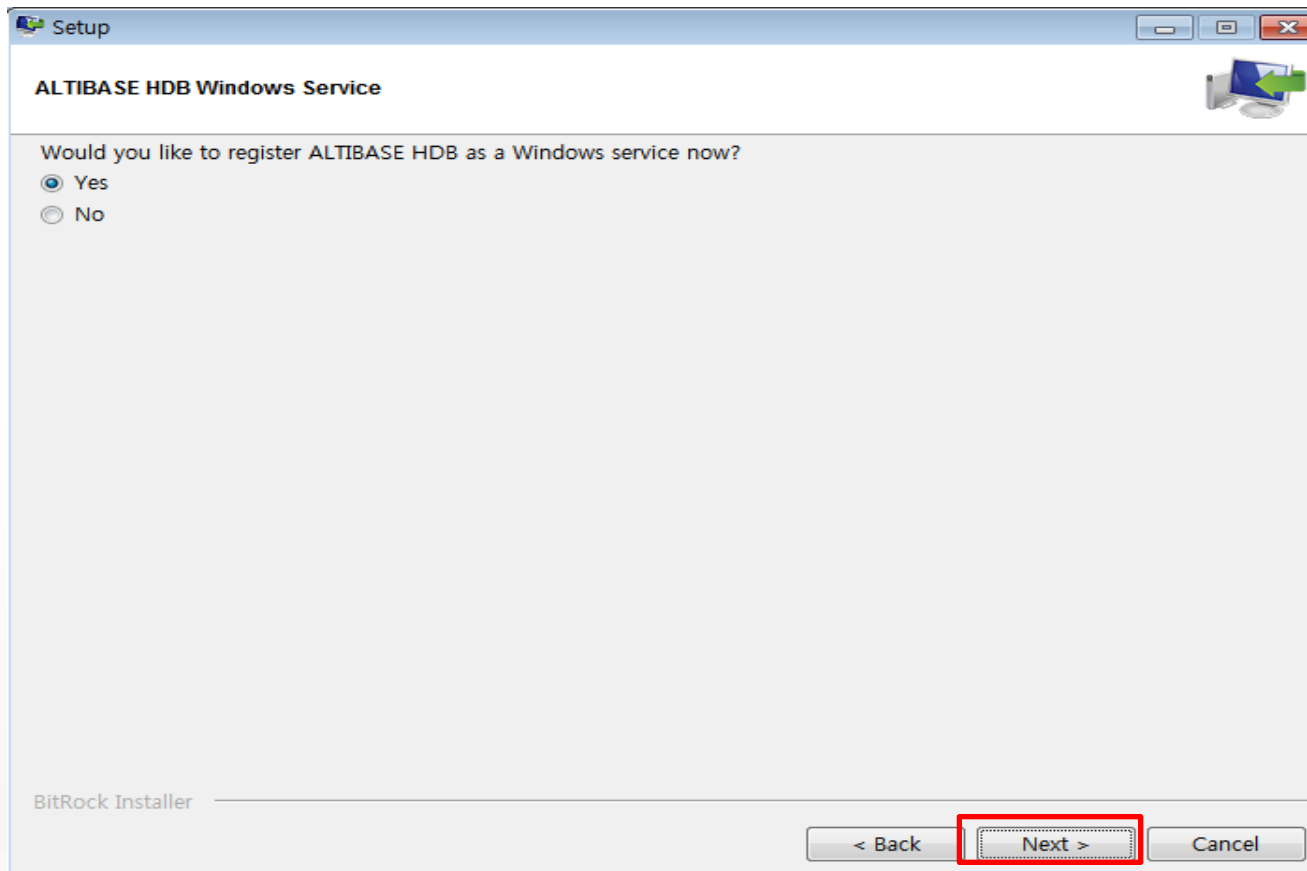 Setup
ALTIBASE HDB Windows Service
Would you like to register ALTIBASE HDB as a Windows service now?
Yes
No
BitRock Installer
< Back Next > Cancel